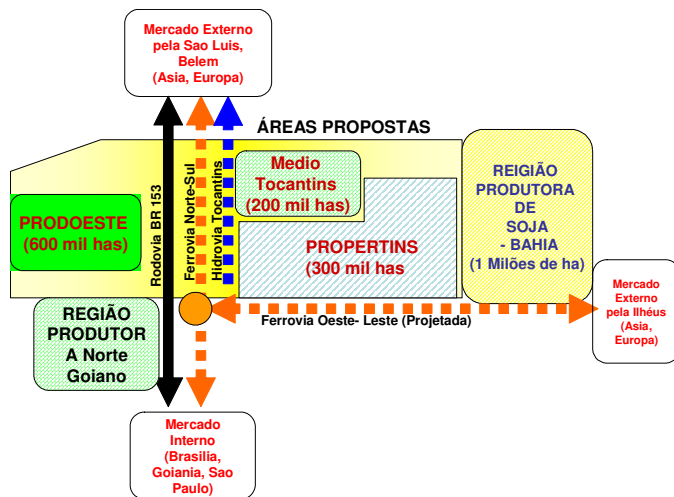 Mercado Externo
pela Sao Luis,
Belem
(Asia, Europa)
ÁREAS PROPOSTAS
Rodovia BR 153
Ferrovia Norte-Sul
Hidrovia Tocantins
Medio
Tocantins
(200 mil has)
REIGIÃO
PRODUTORA
DE
SOJA
- BAHIA
(1 Milões de ha)
PRODOESTE
(600 mil has)
PROPERTINS
(300 mil has
REGIÃO
PRODUTOR
A Norte
Goiano
Ferrovia Oeste- Leste (Projetada)
Mercado
Externo
pela Ilhéus
(Asia,
Europa)
Mercado
Interno
(Brasilia,
Goiania, Sao
Paulo)